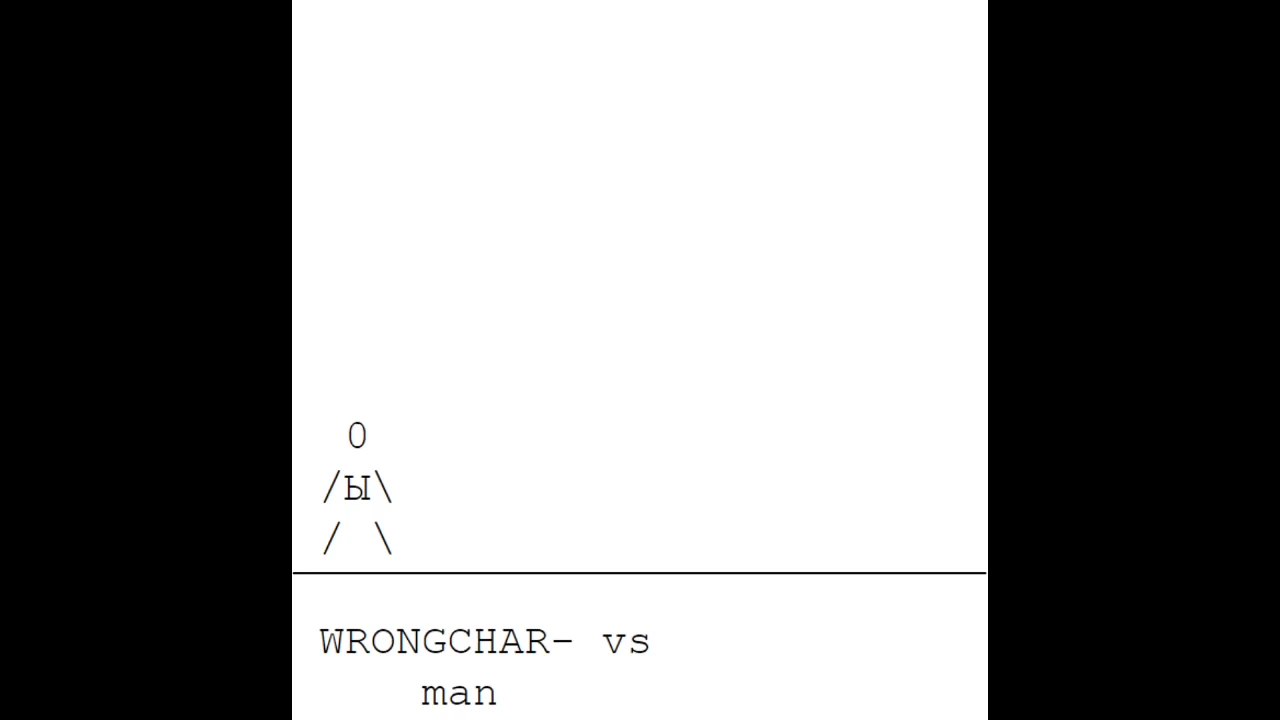 0
/Ы\
/ \
WRONGCHAR- vs
man